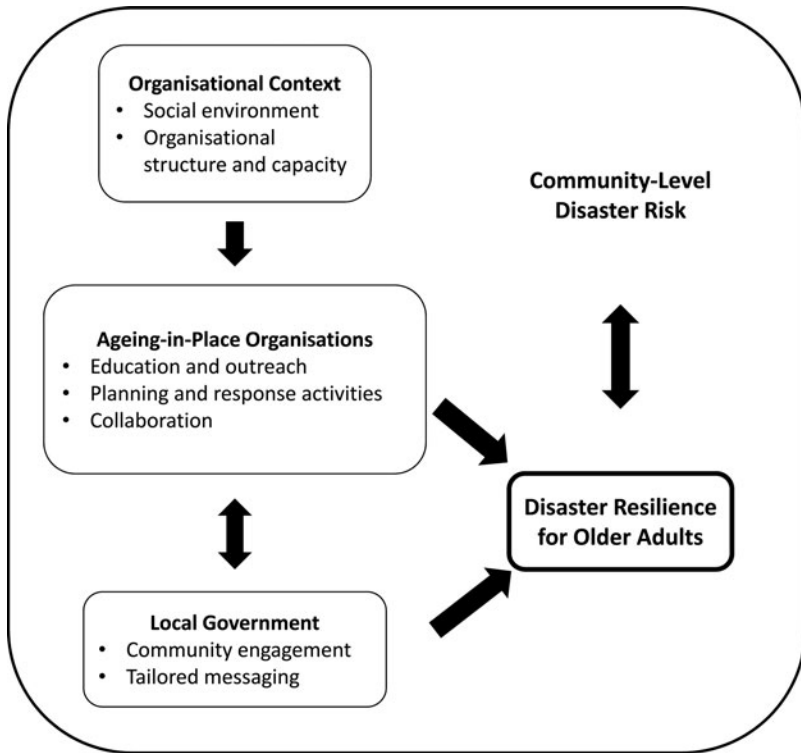 Organisational Context
• Social environment
• Organisational
structure and capacity
Community-Level
Disaster Risk
Ageing-in-Place Organisations
• Education and outreach
• Planning and response activities
• Collaboration
Disaster Resilience
for Older Adults
Local Government
• Community engagement
• Tailored messaging